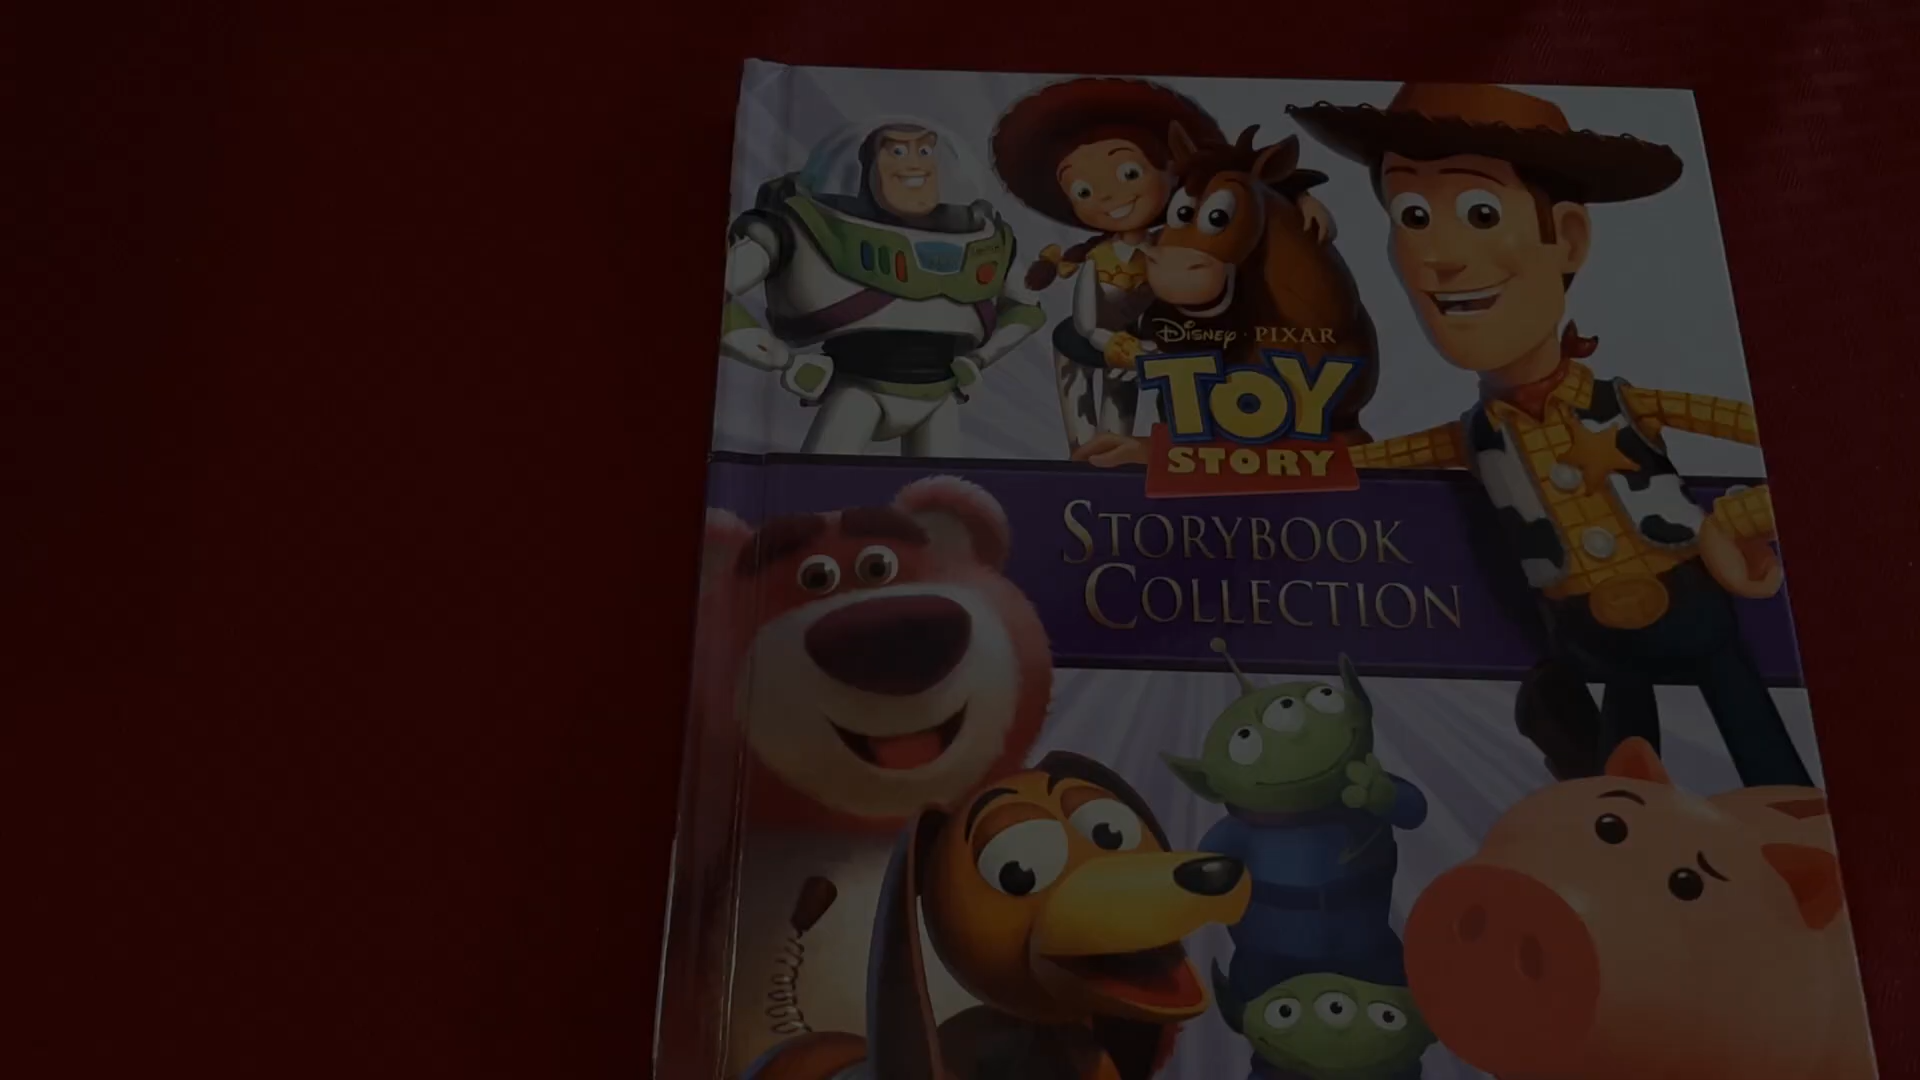 Disney · PIXAR
TOY
STORY
STORYBOOK
COLLECTION